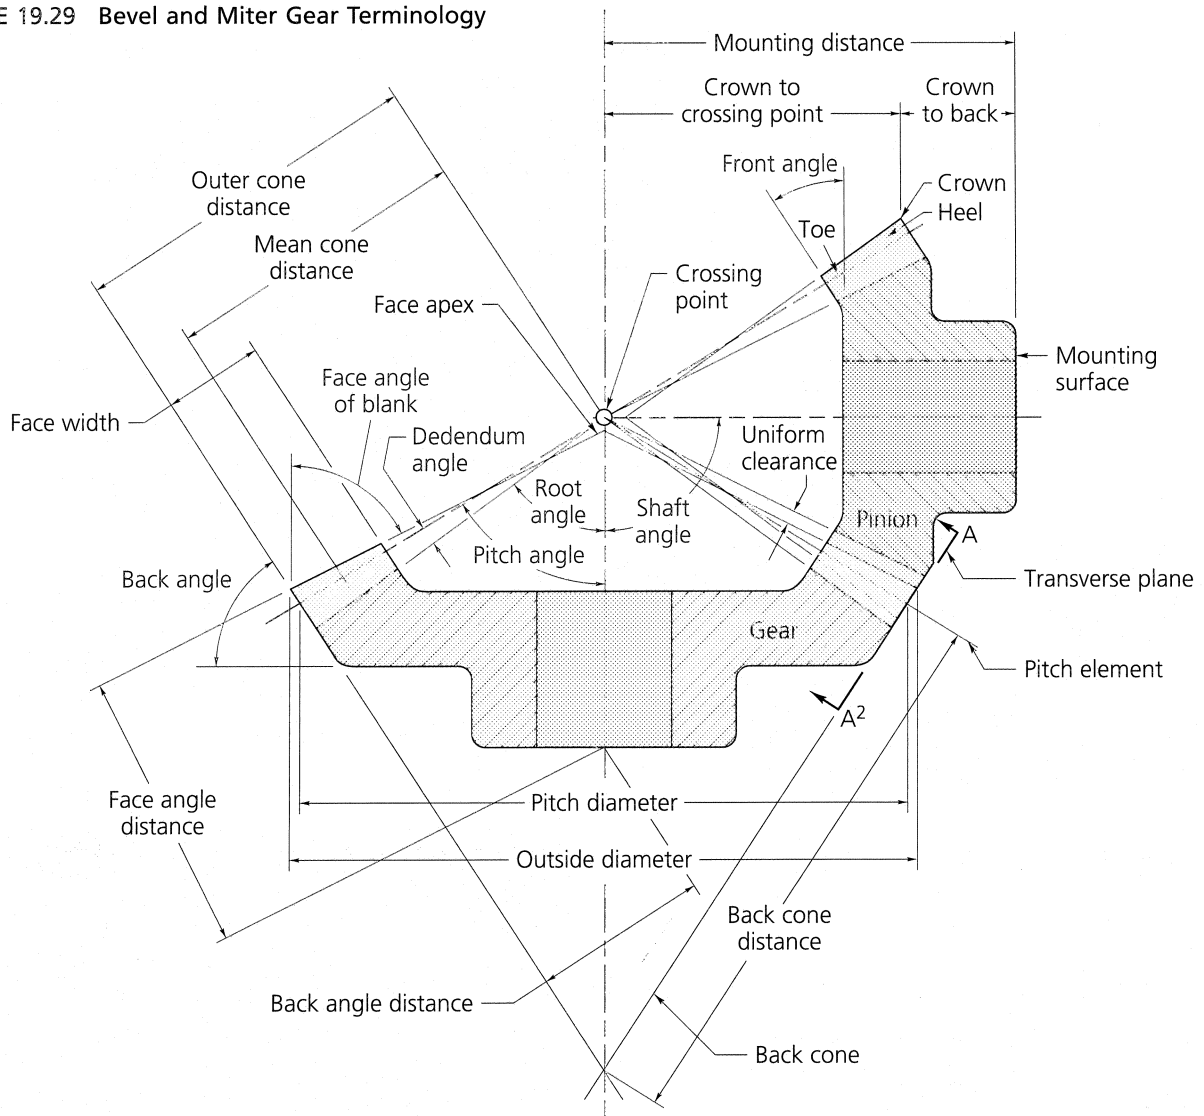 E 19.29 Bevel and Miter Gear Terminology
Mounting distance
Crown to
crossing point
Crown
to back
Front angle
Crown
Heel
Toe
Outer cone
distance
Mean cone
distance
Crossing
point
Face apex
Mounting
surface
Face angle
of blank
Face width
Dedendum
angle
Uniform
clearance
Root
angle
Shaft
angle
Pinion
A
Pitch angle
Back angle
Transverse plane
Gear
Pitch element
A²
Face angle
distance
Pitch diameter
Outside diameter
Back cone
distance
Back angle distance
Back cone